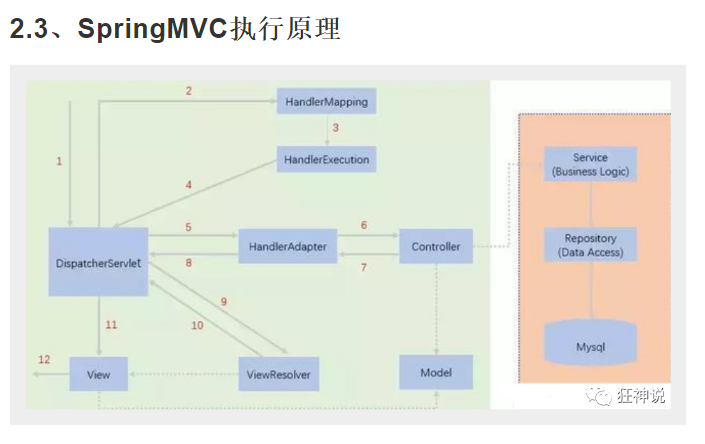 2.3、SpringMVC执行原理
2
HandlerMapping
3
1
HandlerExecution
4
Service
(Business Logic)
5
6
DispatcherServlet
HandlerAdapter
Controller
8
7
Repository
(Data Access)
9
10
11
12
View
ViewResolver
Model
Mysql
狂神说